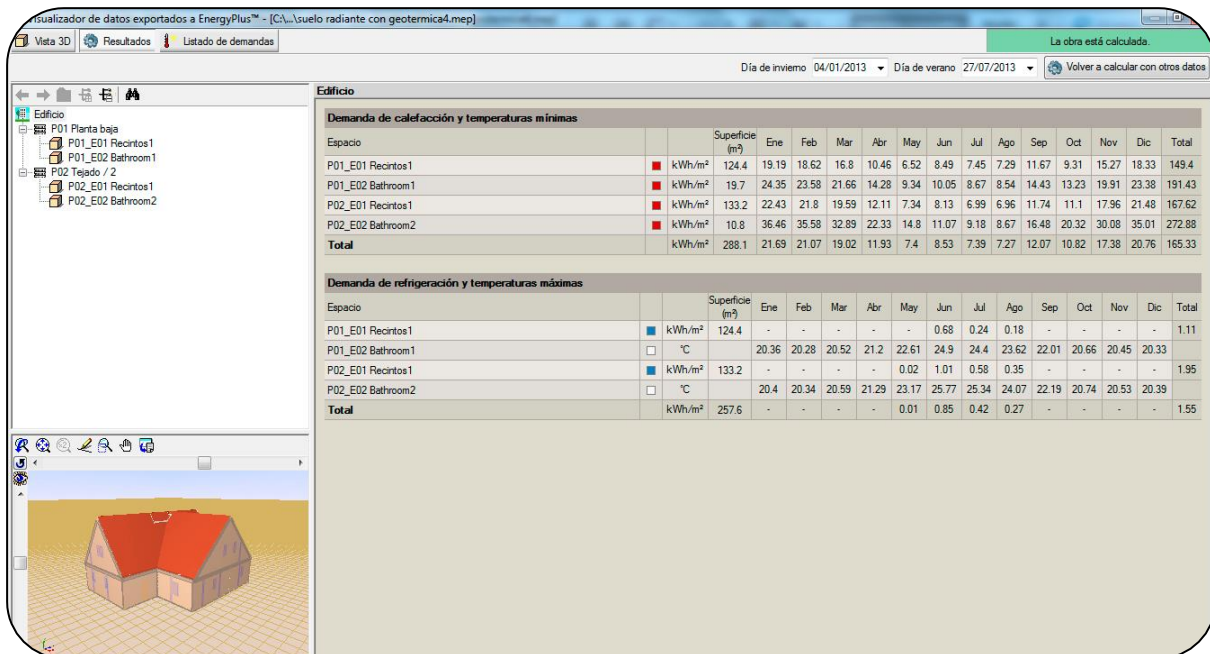 Visualizador de datos exportados a EnergyPlus™ - [C:\...\suelo radiante con geotermica4.mep]
Vista 3D Resultados Listado de demandas La obra está calculada.
Día de invierno 04/01/2013 Día de verano 27/07/2013 Volver a calcular con otros datos
Edificio
P01 Planta baja
P01_E01 Recintos1
P01_E02 Bathroom1
P02 Tejado / 2
P02_E01 Recintos1
P02_E02 Bathroom2
Edificio
Demanda de calefacción y temperaturas mínimas
Espacio Superficie (m²) Ene Feb Mar Abr May Jun Jul Ago Sep Oct Nov Dic Total
P01_E01 Recintos1 kWh/m² 124.4 19.19 18.62 16.8 10.46 6.52 8.49 7.45 7.29 11.67 9.31 15.27 18.33 149.4
P01_E02 Bathroom1 kWh/m² 19.7 24.35 23.58 21.66 14.28 9.34 10.05 8.67 8.54 14.43 13.23 19.91 23.38 191.43
P02_E01 Recintos1 kWh/m² 133.2 22.43 21.8 19.59 12.11 7.34 8.13 6.99 6.96 11.74 11.1 17.96 21.48 167.62
P02_E02 Bathroom2 kWh/m² 10.8 36.46 35.58 32.89 22.33 14.8 11.07 9.18 8.67 16.48 20.32 30.08 35.01 272.88
Total kWh/m² 288.1 21.69 21.07 19.02 11.93 7.4 8.53 7.39 7.27 12.07 10.82 17.38 20.76 165.33
Demanda de refrigeración y temperaturas máximas
Espacio Superficie (m²) Ene Feb Mar Abr May Jun Jul Ago Sep Oct Nov Dic Total
P01_E01 Recintos1 kWh/m² 124.4 - - - - - 0.68 0.24 0.18 - - - - 1.11
P01_E02 Bathroom1 °C 20.36 20.28 20.52 21.2 22.61 24.9 24.4 23.62 22.01 20.66 20.45 20.33
P02_E01 Recintos1 kWh/m² 133.2 - - - - 0.02 1.01 0.58 0.35 - - - - 1.95
P02_E02 Bathroom2 °C 20.4 20.34 20.59 21.29 23.17 25.77 25.34 24.07 22.19 20.74 20.53 20.39
Total kWh/m² 257.6 - - - - 0.01 0.85 0.42 0.27 - - - - 1.55